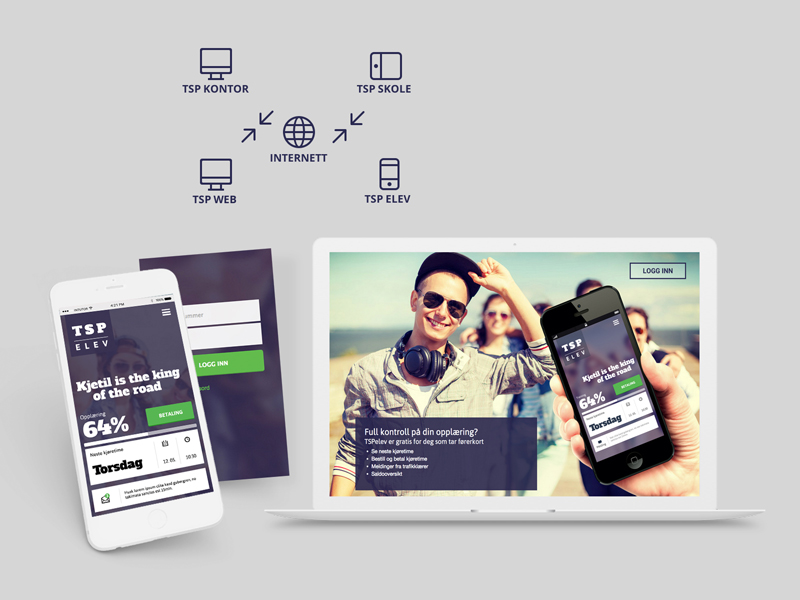 TSP KONTOR
TSP SKOLE
INTERNETT
TSP WEB
TSP ELEV
4:21 PM
TSP
ELEV
Kjetil is the king
of the road
Opplæring
64%
BETALING
Neste kjøretime
Torsdag
12. 05.
10:30
LOGG INN
LOGG INN
Full kontroll på din opplæring?
TSPelev er gratis for deg som tar førerkort
Se neste kjøretime
Bestill og betal kjøretime
Meldinger fra trafikklærer
Saldooversikt
TSP
ELEV
Kjetil is the king
of the road
64%
BETALING
Torsdag